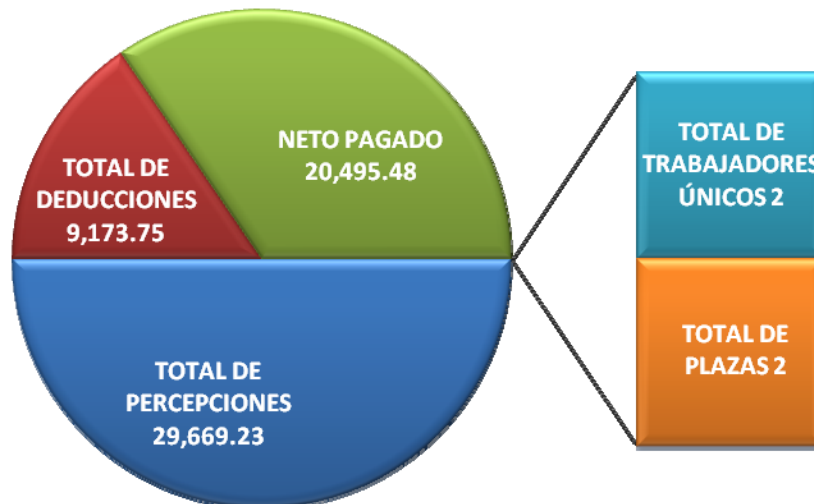 NETO PAGADO
20,495.48
TOTAL DE
DEDUCCIONES
9,173.75
TOTAL DE
PERCEPCIONES
29,669.23
TOTAL DE
TRABAJADORES
ÚNICOS 2
TOTAL DE
PLAZAS 2